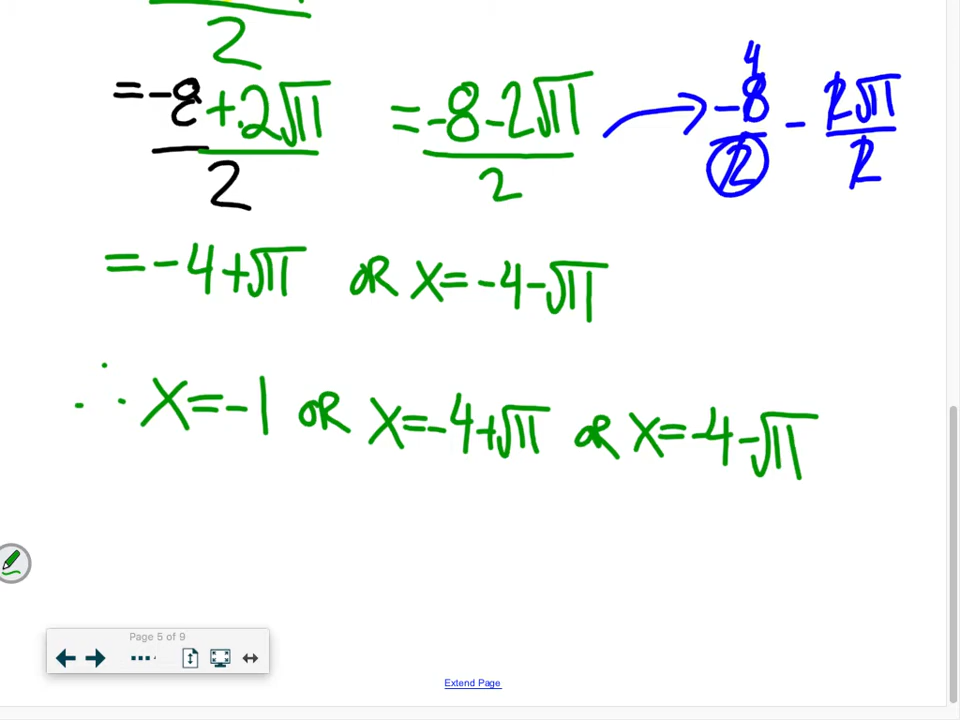 2
= -8 + 2√11 = -8 - 2√11 → -8 4 - 2√11
2 2 2 2
= -4 + √11 OR X = -4 - √11
∴ X = -1 OR X = -4 + √11 OR X = -4 - √11
Page 5 of 9
Extend Page